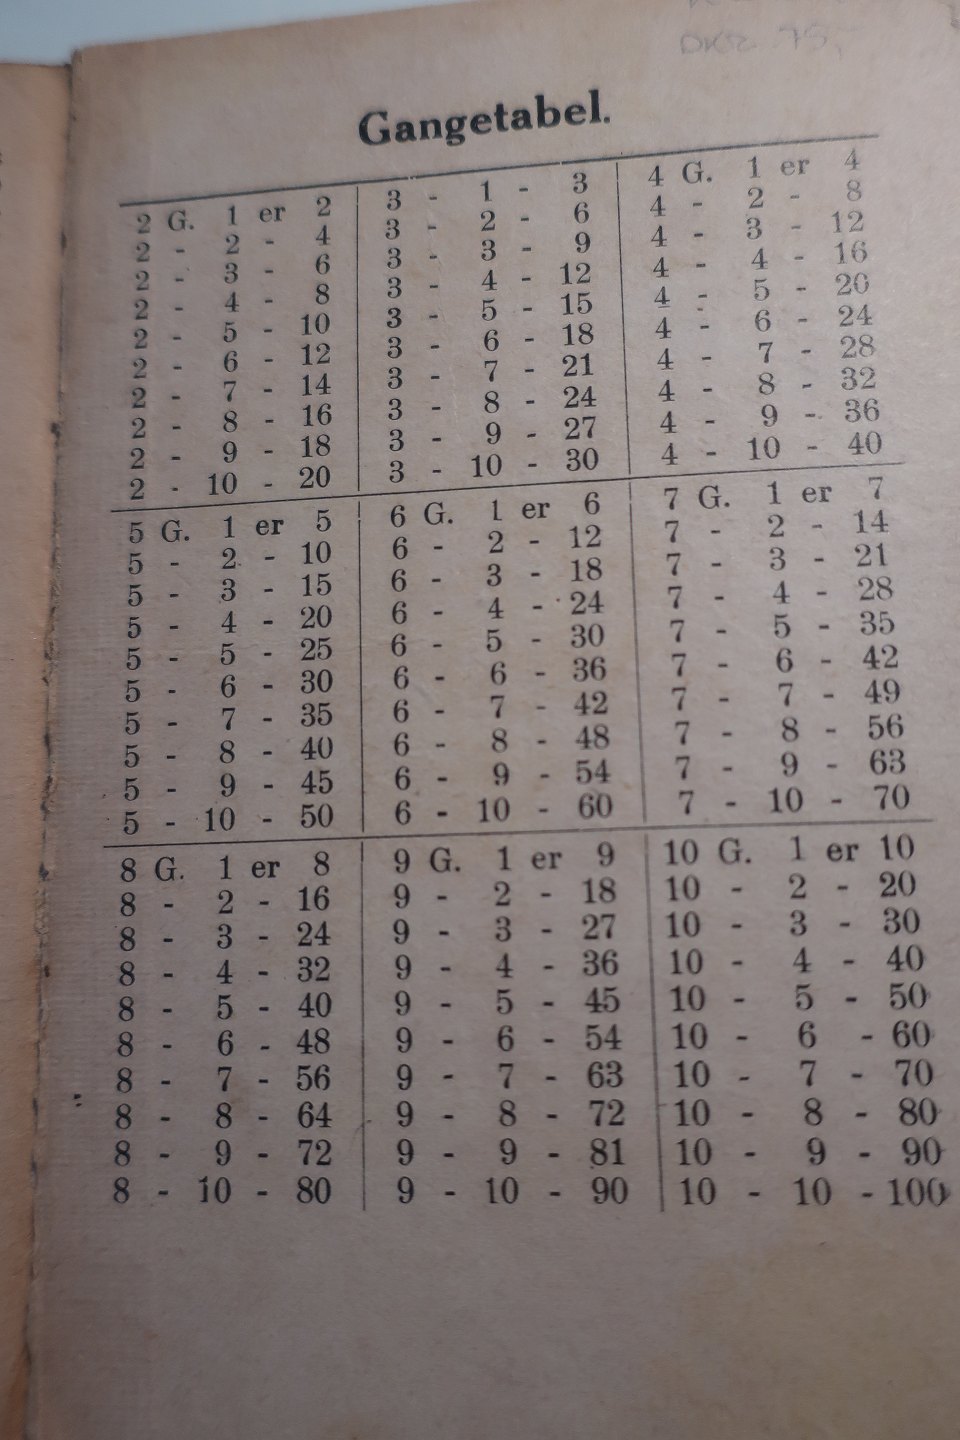 DKR 75,-
Gangetabel.
2 G. 1 er 2
2 - 2 - 4
2 - 3 - 6
2 - 4 - 8
2 - 5 - 10
2 - 6 - 12
2 - 7 - 14
2 - 8 - 16
2 - 9 - 18
2 - 10 - 20
3 - 1 - 3
3 - 2 - 6
3 - 3 - 9
3 - 4 - 12
3 - 5 - 15
3 - 6 - 18
3 - 7 - 21
3 - 8 - 24
3 - 9 - 27
3 - 10 - 30
4 G. 1 er 4
4 - 2 - 8
4 - 3 - 12
4 - 4 - 16
4 - 5 - 20
4 - 6 - 24
4 - 7 - 28
4 - 8 - 32
4 - 9 - 36
4 - 10 - 40
5 G. 1 er 5
5 - 2 - 10
5 - 3 - 15
5 - 4 - 20
5 - 5 - 25
5 - 6 - 30
5 - 7 - 35
5 - 8 - 40
5 - 9 - 45
5 - 10 - 50
6 G. 1 er 6
6 - 2 - 12
6 - 3 - 18
6 - 4 - 24
6 - 5 - 30
6 - 6 - 36
6 - 7 - 42
6 - 8 - 48
6 - 9 - 54
6 - 10 - 60
7 G. 1 er 7
7 - 2 - 14
7 - 3 - 21
7 - 4 - 28
7 - 5 - 35
7 - 6 - 42
7 - 7 - 49
7 - 8 - 56
7 - 9 - 63
7 - 10 - 70
8 G. 1 er 8
8 - 2 - 16
8 - 3 - 24
8 - 4 - 32
8 - 5 - 40
8 - 6 - 48
8 - 7 - 56
8 - 8 - 64
8 - 9 - 72
8 - 10 - 80
9 G. 1 er 9
9 - 2 - 18
9 - 3 - 27
9 - 4 - 36
9 - 5 - 45
9 - 6 - 54
9 - 7 - 63
9 - 8 - 72
9 - 9 - 81
9 - 10 - 90
10 G. 1 er 10
10 - 2 - 20
10 - 3 - 30
10 - 4 - 40
10 - 5 - 50
10 - 6 - 60
10 - 7 - 70
10 - 8 - 80
10 - 9 - 90
10 - 10 - 100